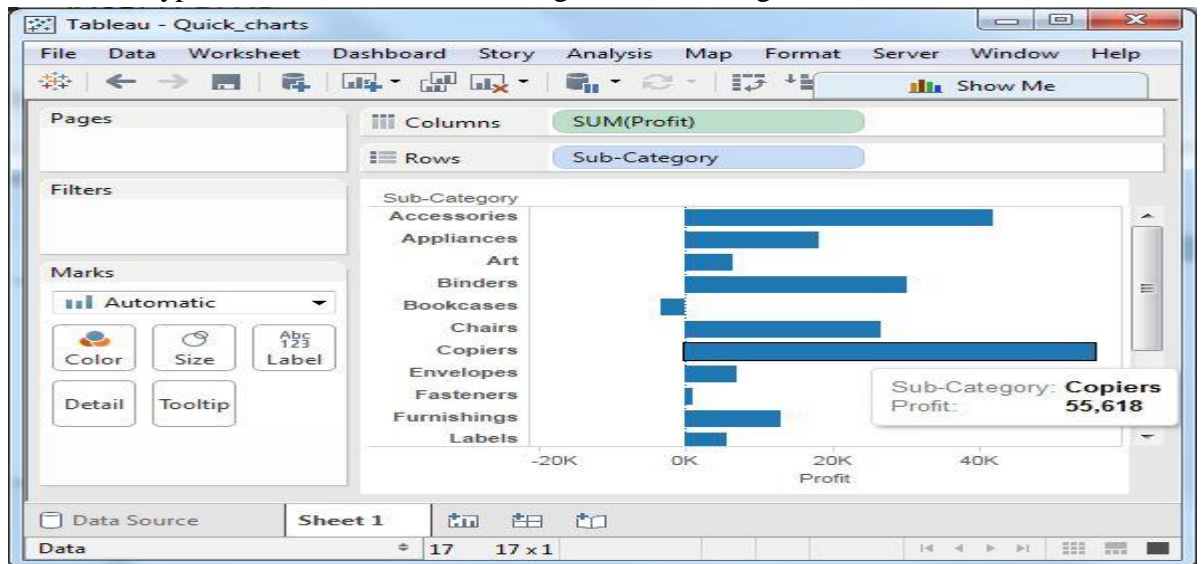 Tableau - Quick_charts
File Data Worksheet Dashboard Story Analysis Map Format Server Window Help
Show Me
Pages
Columns SUM(Profit)
Rows Sub-Category
Filters
Marks
Automatic
Color
Size
Abc
123
Label
Detail
Tooltip
Sub-Category
Accessories
Appliances
Art
Binders
Bookcases
Chairs
Copiers
Envelopes
Fasteners
Furnishings
Labels
Sub-Category: Copiers
Profit: 55,618
-20K 0K 20K 40K
Profit
Data Source Sheet 1
Data 17 17 x 1